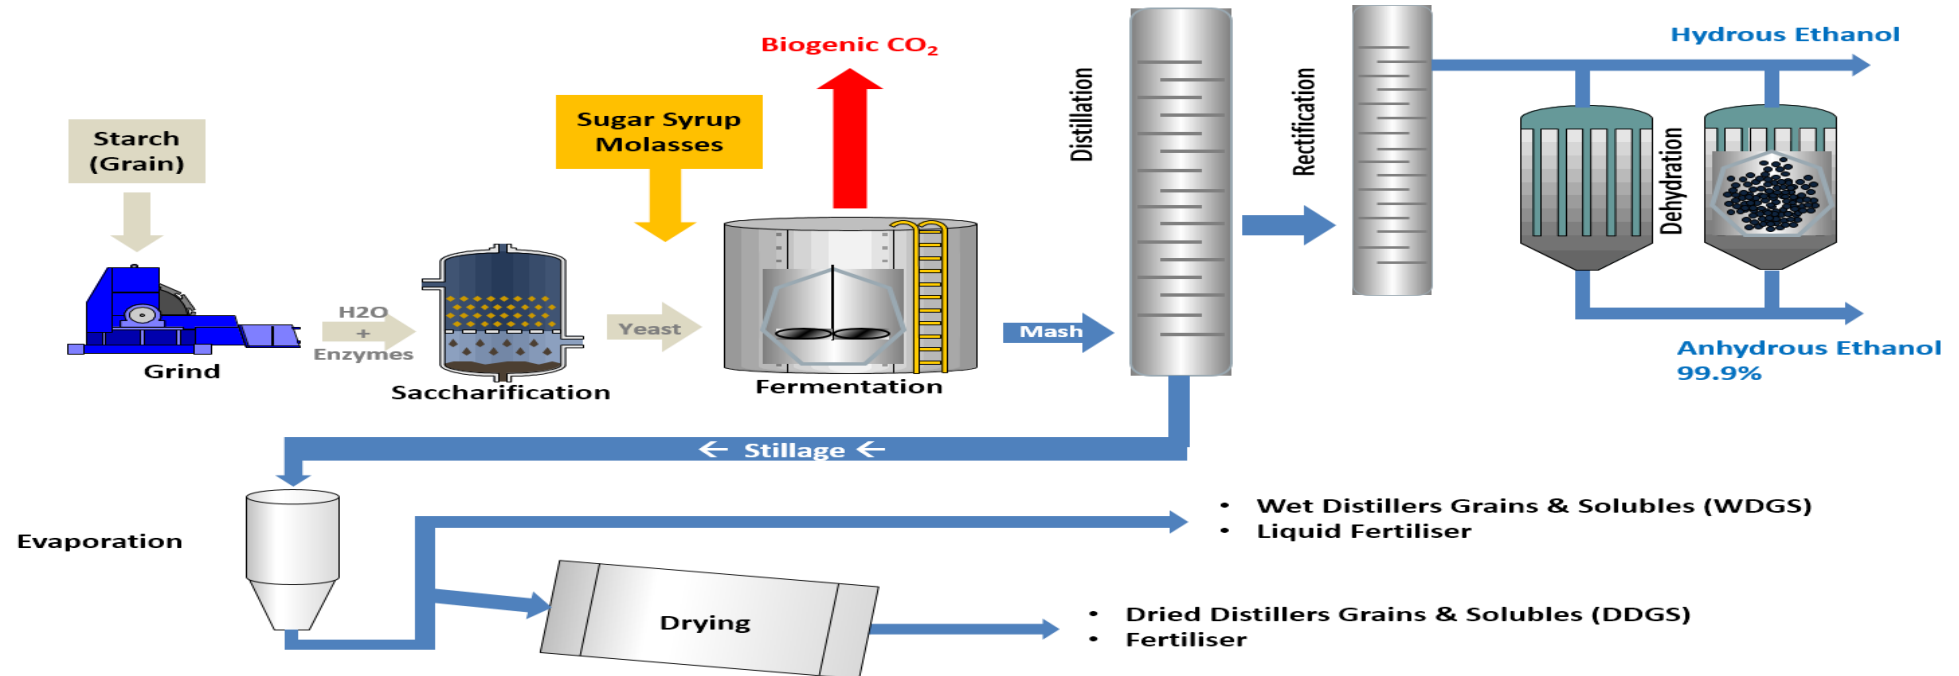 Biogenic CO₂
Hydrous Ethanol
Starch
(Grain)
Sugar Syrup
Molasses
Distillation
Rectification
Dehydration
H2O
+
Enzymes
Yeast
Mash
Grind
Saccharification
Fermentation
Anhydrous Ethanol
99.9%
← Stillage ←
Evaporation
• Wet Distillers Grains & Solubles (WDGS)
• Liquid Fertiliser
Drying
• Dried Distillers Grains & Solubles (DDGS)
• Fertiliser